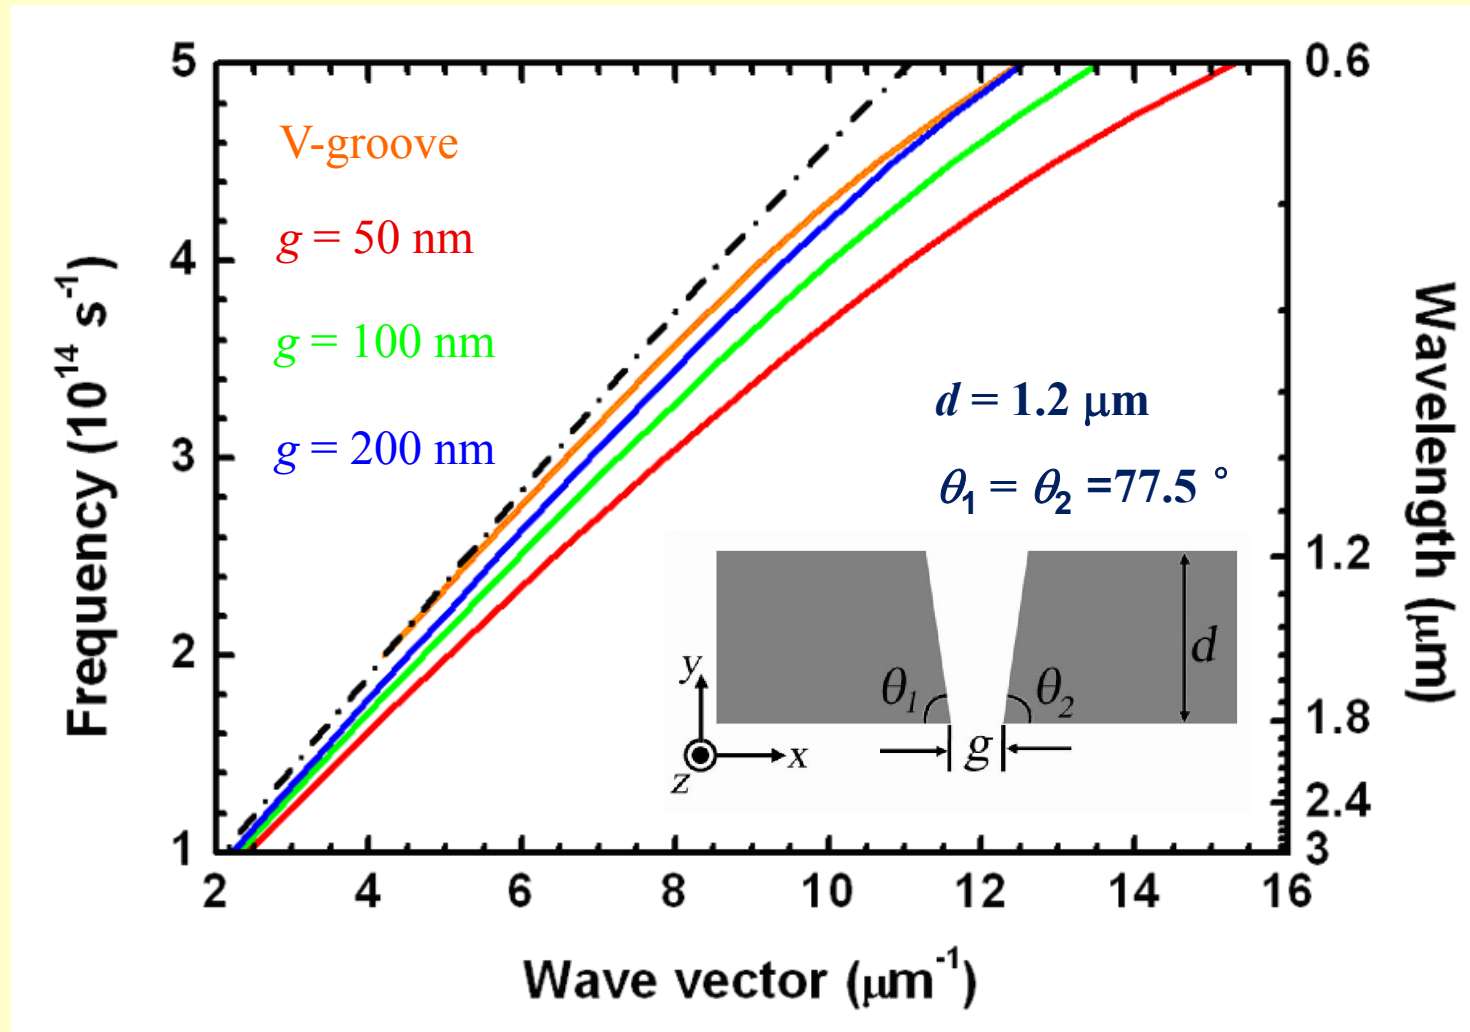 5
4
3
2
1
Frequency (10¹⁴ s⁻¹)
V-groove
g = 50 nm
g = 100 nm
g = 200 nm
d = 1.2 μm
θ₁ = θ₂ =77.5 °
θ₁
θ₂
d
g
y
x
z
0.6
1.2
1.8
2.4
3
Wavelength (μm)
2 4 6 8 10 12 14 16
Wave vector (μm⁻¹)